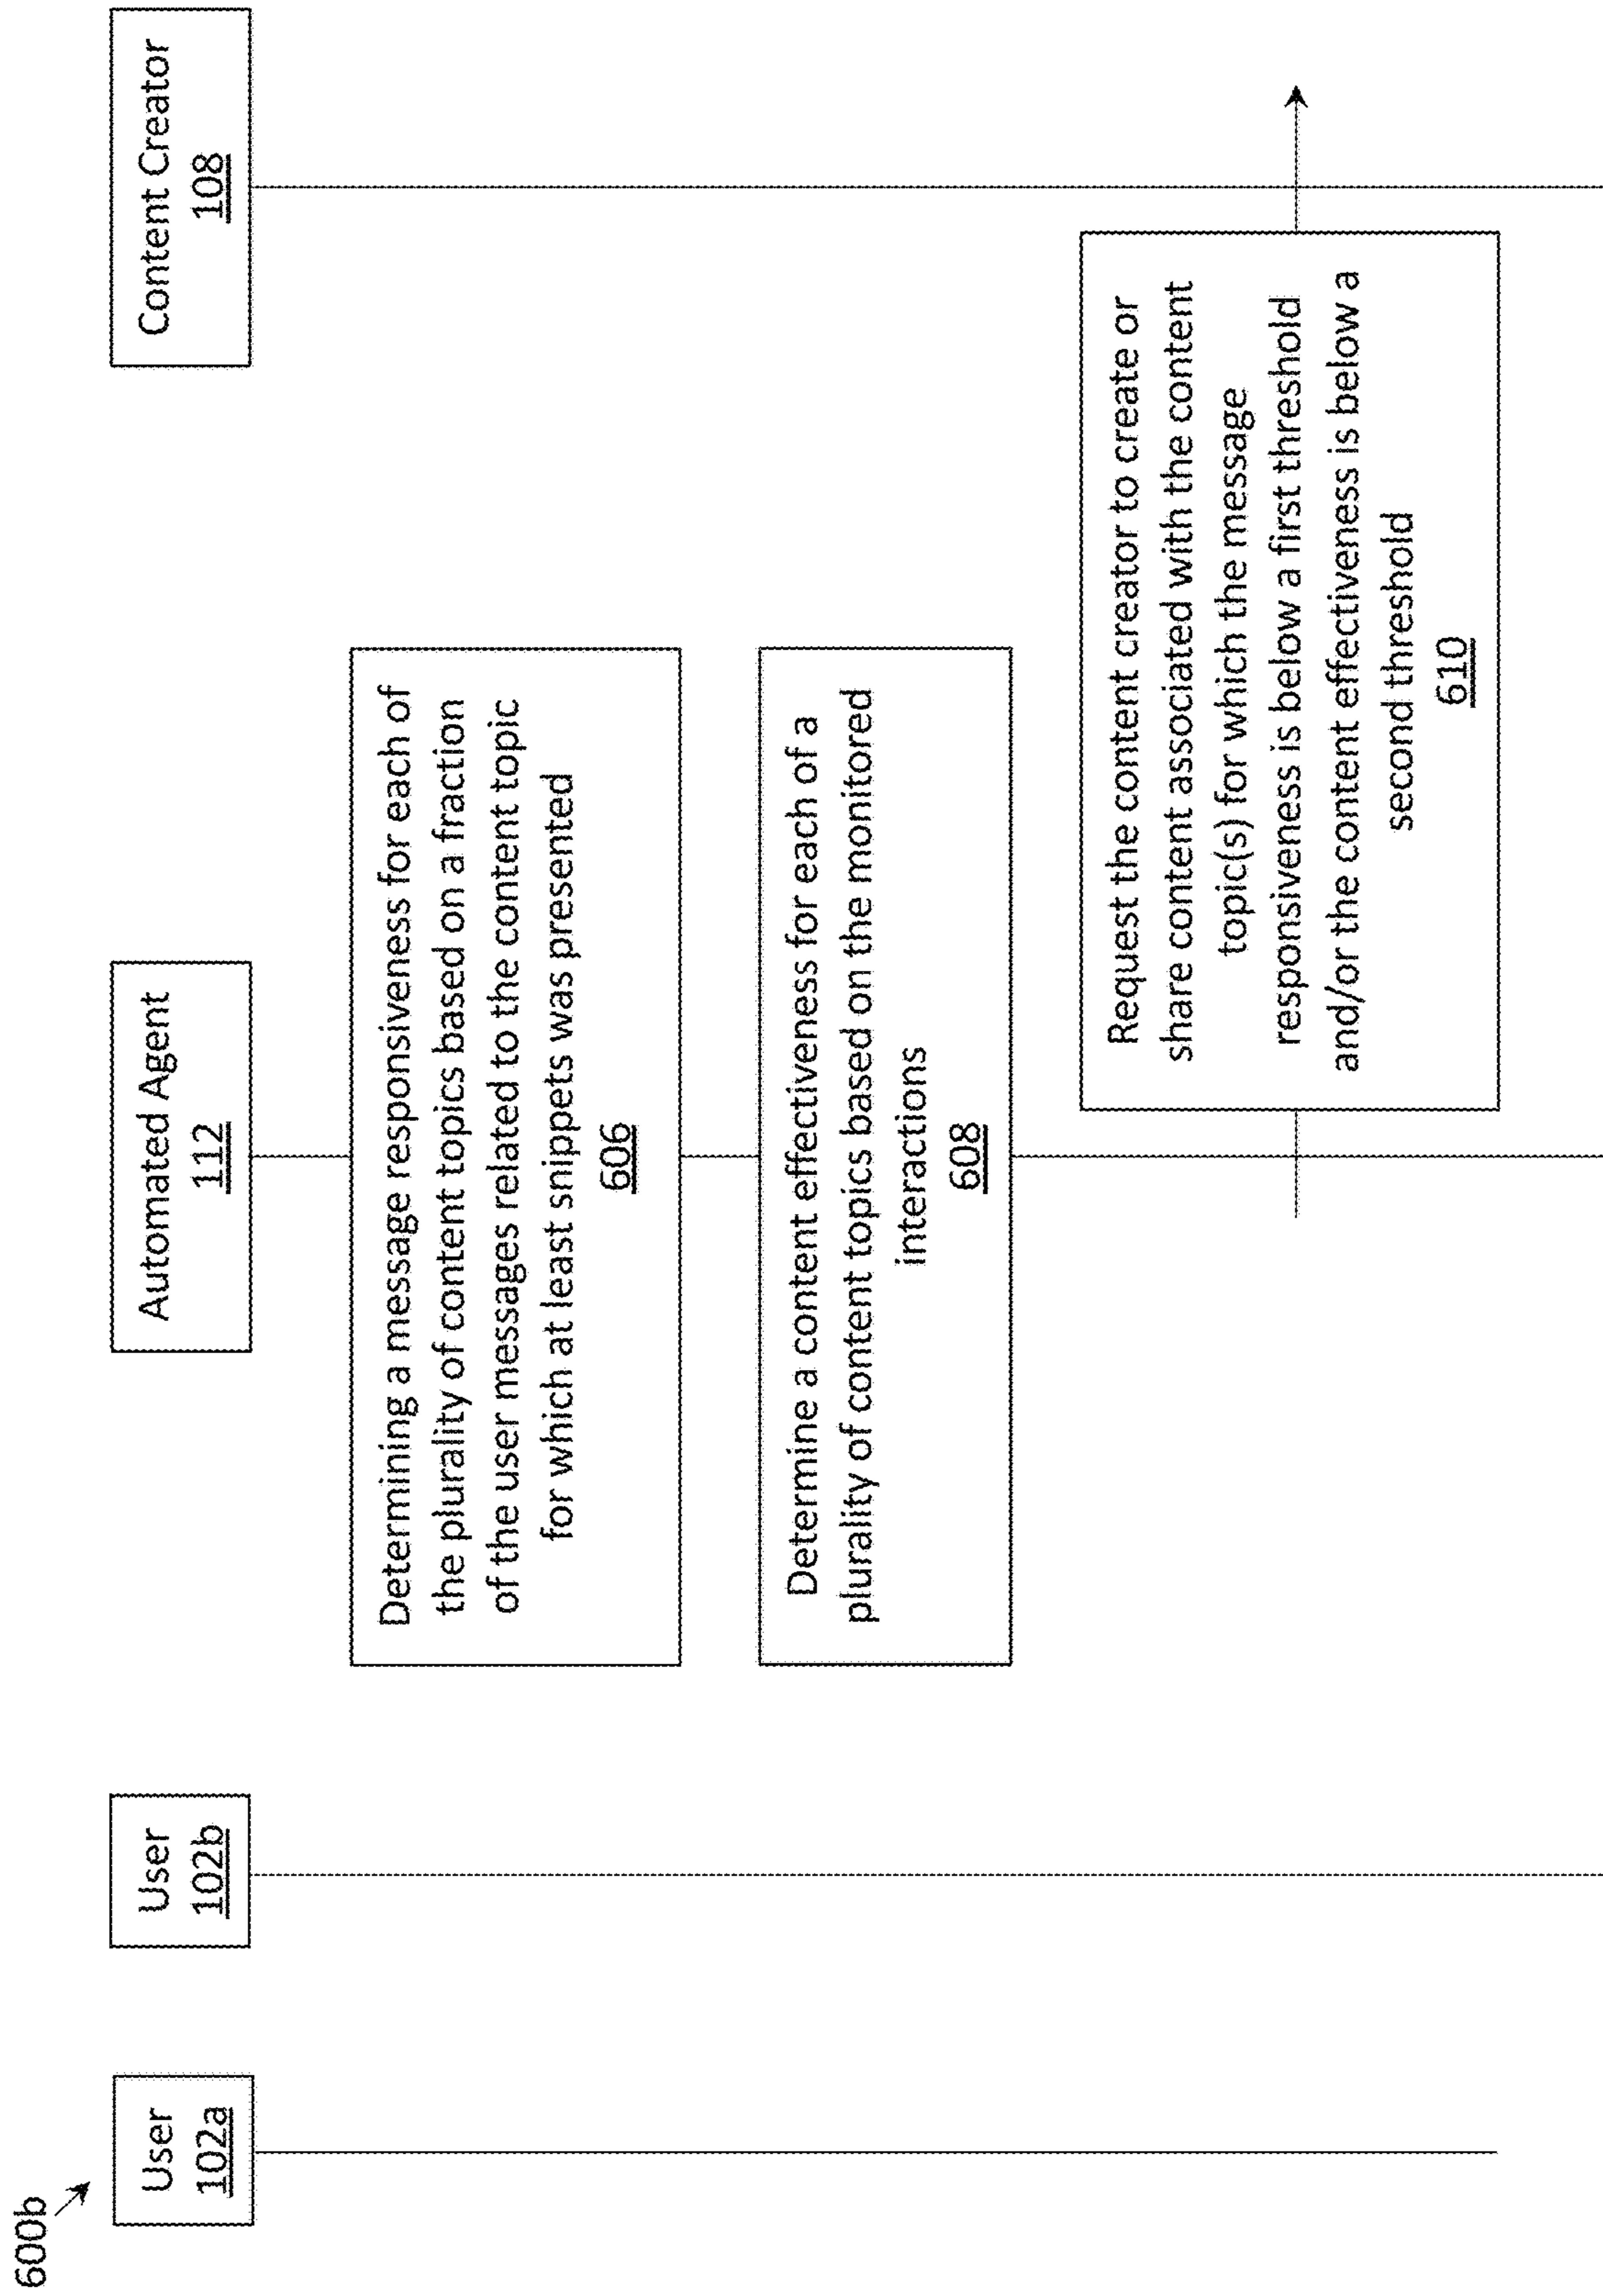 600b
User
102a
User
102b
Automated Agent
112
Content Creator
108
Determining a message responsiveness for each of
the plurality of content topics based on a fraction
of the user messages related to the content topic
for which at least snippets was presented
606
Determine a content effectiveness for each of a
plurality of content topics based on the monitored
interactions
608
Request the content creator to create or
share content associated with the content
topic(s) for which the message
responsiveness is below a first threshold
and/or the content effectiveness is below a
second threshold
610